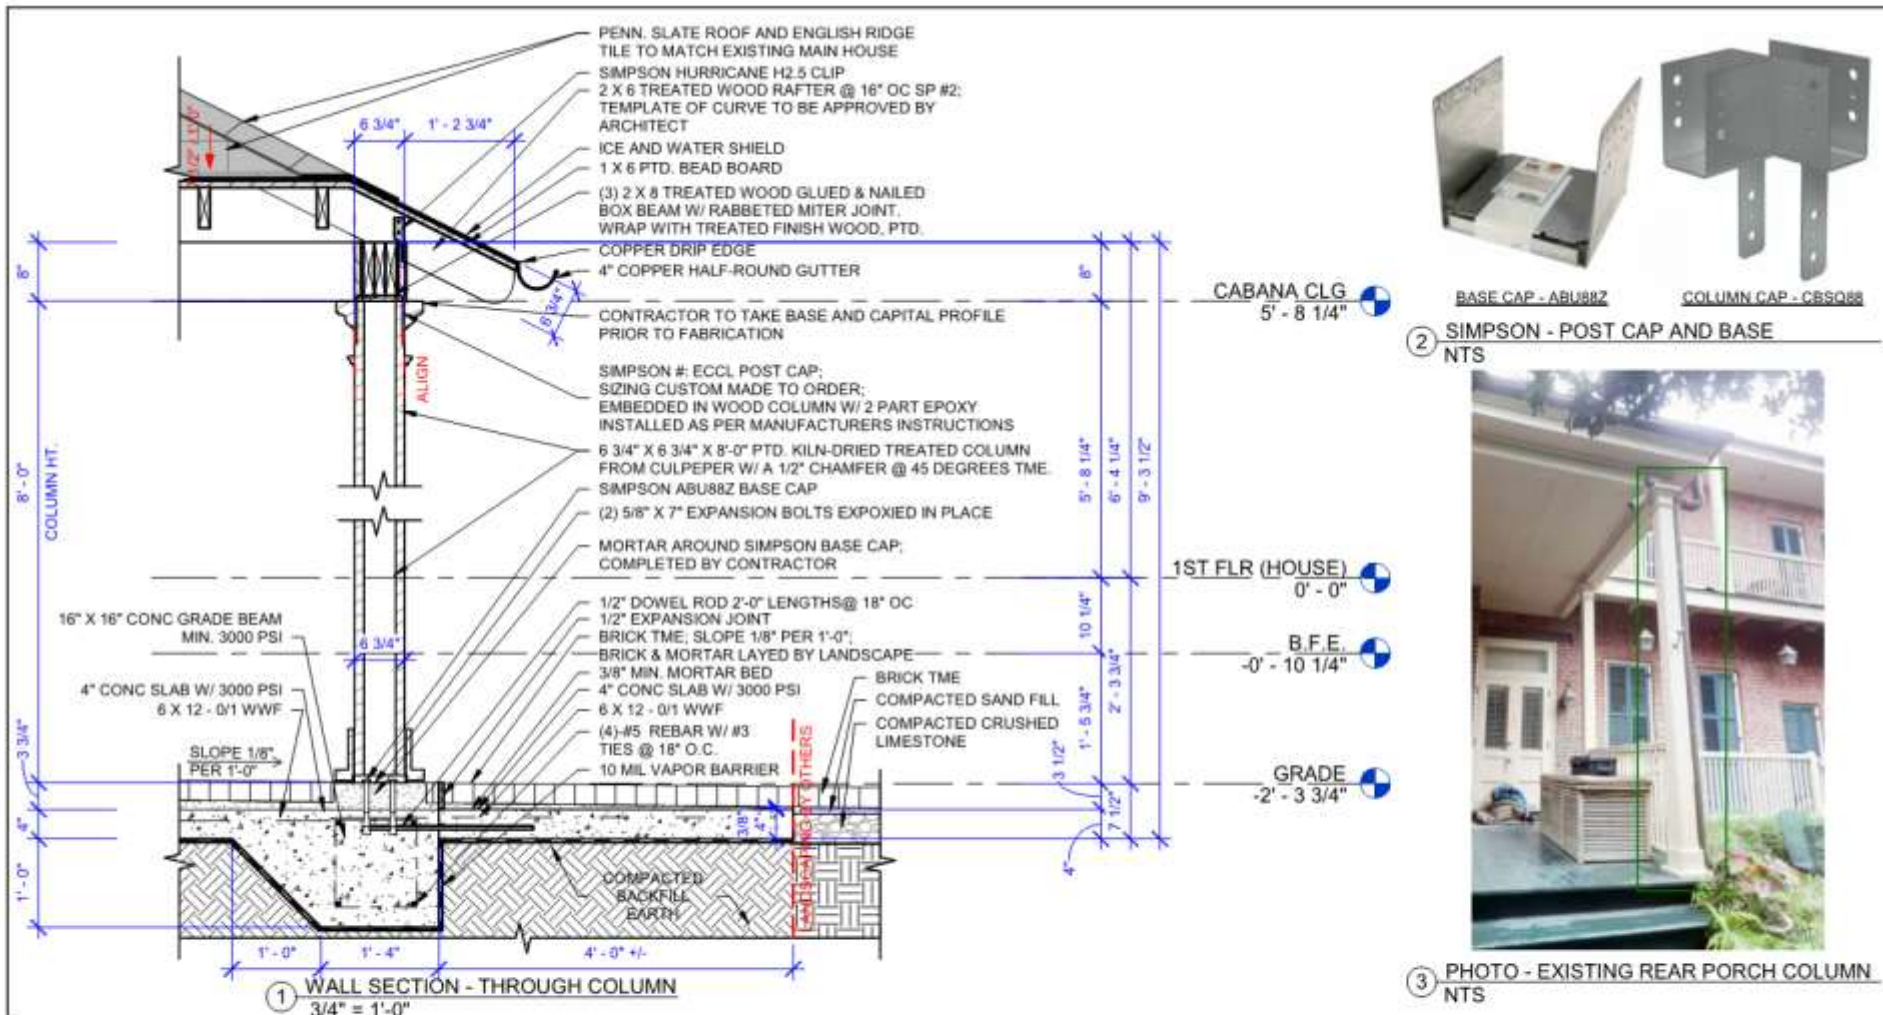 PENN. SLATE ROOF AND ENGLISH RIDGE
TILE TO MATCH EXISTING MAIN HOUSE
SIMPSON HURRICANE H2.5 CLIP
2 X 6 TREATED WOOD RAFTER @ 16" OC SP #2;
TEMPLATE OF CURVE TO BE APPROVED BY
ARCHITECT
ICE AND WATER SHIELD
1 X 6 PTD. BEAD BOARD
(3) 2 X 8 TREATED WOOD GLUED & NAILED
BOX BEAM W/ RABBETED MITER JOINT.
WRAP WITH TREATED FINISH WOOD, PTD.
COPPER DRIP EDGE
4" COPPER HALF-ROUND GUTTER
CONTRACTOR TO TAKE BASE AND CAPITAL PROFILE
PRIOR TO FABRICATION
SIMPSON #: ECCL POST CAP;
SIZING CUSTOM MADE TO ORDER;
EMBEDDED IN WOOD COLUMN W/ 2 PART EPOXY
INSTALLED AS PER MANUFACTURERS INSTRUCTIONS
6 3/4" X 6 3/4" X 8'-0" PTD. KILN-DRIED TREATED COLUMN
FROM CULPEPER W/ A 1/2" CHAMFER @ 45 DEGREES TME.
SIMPSON ABU88Z BASE CAP
(2) 5/8" X 7" EXPANSION BOLTS EXPOXIED IN PLACE
MORTAR AROUND SIMPSON BASE CAP;
COMPLETED BY CONTRACTOR
1/2" DOWEL ROD 2'-0" LENGTHS@ 18" OC
1/2" EXPANSION JOINT
BRICK TME; SLOPE 1/8" PER 1'-0";
BRICK & MORTAR LAYED BY LANDSCAPE
3/8" MIN. MORTAR BED
4" CONC SLAB W/ 3000 PSI
6 X 12 - 0/1 WWF
(4)-#5 REBAR W/ #3
TIES @ 18" O.C.
10 MIL VAPOR BARRIER
BRICK TME
COMPACTED SAND FILL
COMPACTED CRUSHED
LIMESTONE
16" X 16" CONC GRADE BEAM
MIN. 3000 PSI
4" CONC SLAB W/ 3000 PSI
6 X 12 - 0/1 WWF
SLOPE 1/8"
PER 1'-0"
COMPACTED
BACKFILL
EARTH
LANDSCAPING BY OTHERS
ALIGN
6 3/4"
1' - 2 3/4"
6 3/4"
6 3/4"
8"
8' - 0"
COLUMN HT.
3 3/4"
4"
1' - 0"
1' - 0"
1' - 4"
4' - 0" +/-
3/8"
4"
8"
5' - 8 1/4"
6' - 4 1/4"
9' - 3 1/2"
10 1/4"
1' - 5 3/4"
2' - 3 3/4"
3 1/2"
7 1/2"
4"
CABANA CLG
5' - 8 1/4"
1ST FLR (HOUSE)
0' - 0"
B.F.E.
-0' - 10 1/4"
GRADE
-2' - 3 3/4"
1 WALL SECTION - THROUGH COLUMN
3/4" = 1'-0"
BASE CAP - ABU88Z
COLUMN CAP - CBSQ88
2 SIMPSON - POST CAP AND BASE
NTS
3 PHOTO - EXISTING REAR PORCH COLUMN
NTS